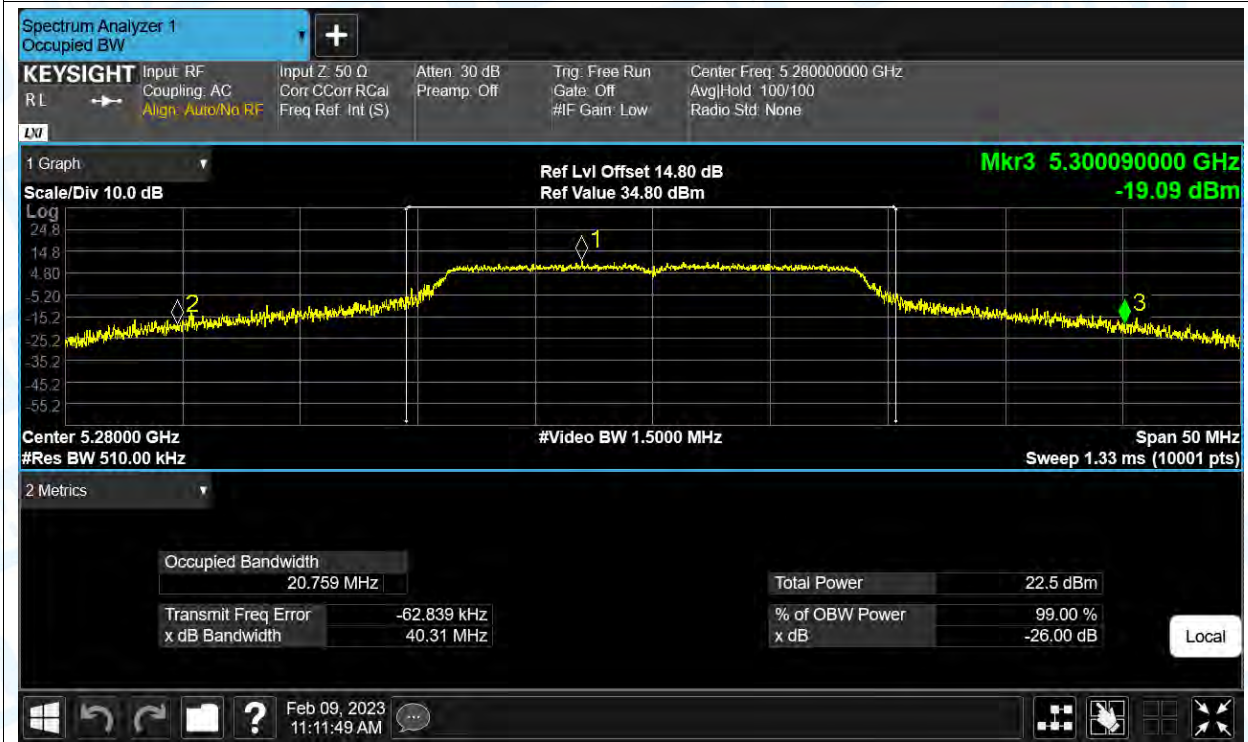 Spectrum Analyzer 1
Occupied BW
KEYSIGHT
RL
LXI
Input: RF
Coupling: AC
Align: Auto/No RF
Input Z: 50 Ω
Corr CCorr RCal
Freq Ref: Int (S)
Atten: 30 dB
Preamp: Off
Trig: Free Run
Gate: Off
#IF Gain: Low
Center Freq: 5.280000000 GHz
Avg|Hold: 100/100
Radio Std: None
1 Graph
Scale/Div 10.0 dB
Ref Lvl Offset 14.80 dB
Ref Value 34.80 dBm
Mkr3 5.300090000 GHz
-19.09 dBm
Log
24.8
14.8
4.80
-5.20
-15.2
-25.2
-35.2
-45.2
-55.2
1
2
3
Center 5.28000 GHz
#Res BW 510.00 kHz
#Video BW 1.5000 MHz
Span 50 MHz
Sweep 1.33 ms (10001 pts)
2 Metrics
Occupied Bandwidth
20.759 MHz
Transmit Freq Error -62.839 kHz
x dB Bandwidth 40.31 MHz
Total Power 22.5 dBm
% of OBW Power 99.00 %
x dB -26.00 dB
Local
?
Feb 09, 2023
11:11:49 AM